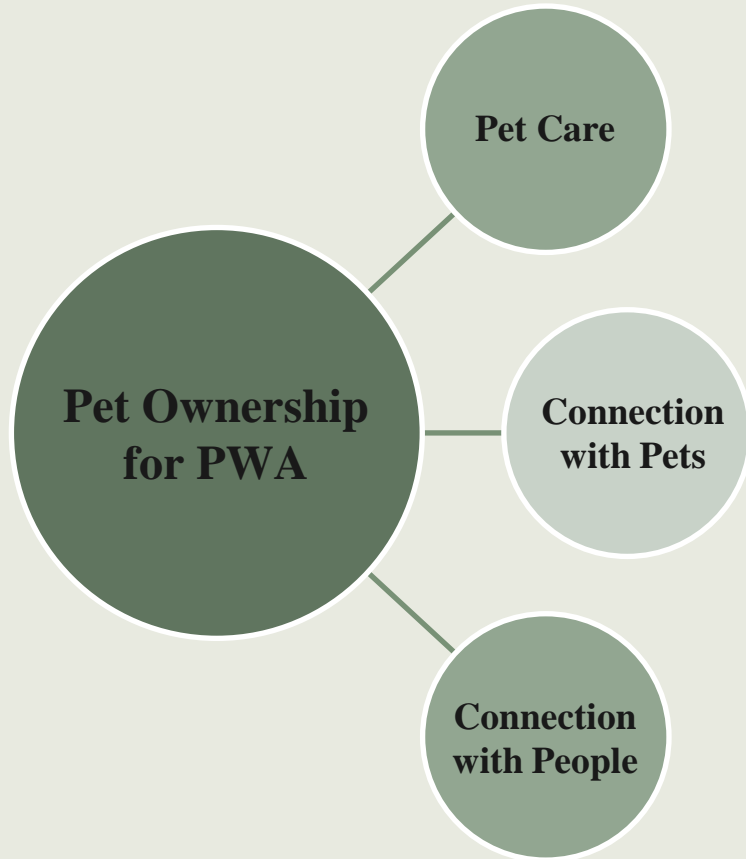 Pet Care
Pet Ownership
for PWA
Connection
with Pets
Connection
with People